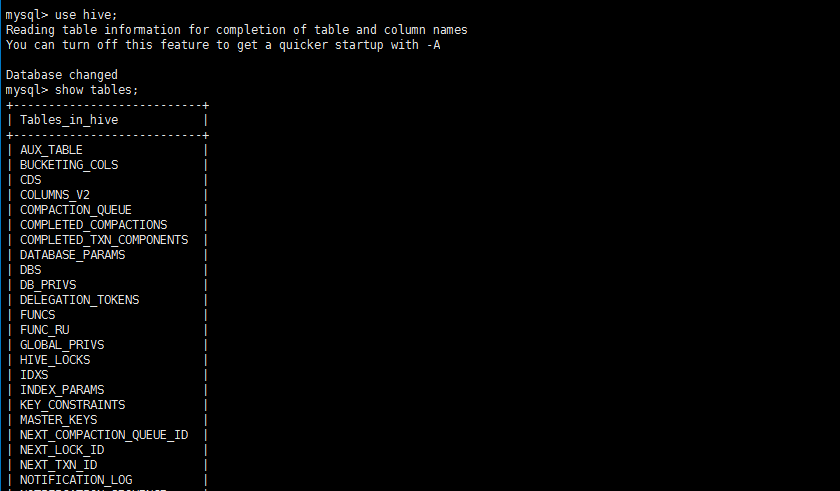 mysql> use hive;
Reading table information for completion of table and column names
You can turn off this feature to get a quicker startup with -A
Database changed
mysql> show tables;
+---------------------------+
| Tables_in_hive            |
+---------------------------+
| AUX_TABLE                 |
| BUCKETING_COLS            |
| CDS                       |
| COLUMNS_V2                |
| COMPACTION_QUEUE          |
| COMPLETED_COMPACTIONS     |
| COMPLETED_TXN_COMPONENTS  |
| DATABASE_PARAMS           |
| DBS                       |
| DB_PRIVS                  |
| DELEGATION_TOKENS         |
| FUNCS                     |
| FUNC_RU                   |
| GLOBAL_PRIVS              |
| HIVE_LOCKS                |
| IDXS                      |
| INDEX_PARAMS              |
| KEY_CONSTRAINTS           |
| MASTER_KEYS               |
| NEXT_COMPACTION_QUEUE_ID  |
| NEXT_LOCK_ID              |
| NEXT_TXN_ID               |
| NOTIFICATION_LOG          |